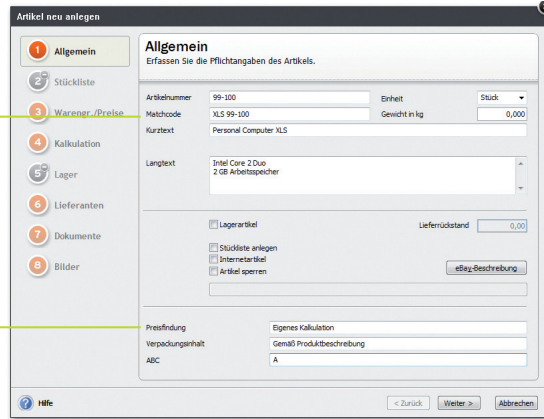 Artikel neu anlegen
1 Allgemein
2 Stückliste
3 Warengr./Preise
4 Kalkulation
5 Lager
6 Lieferanten
7 Dokumente
8 Bilder
Allgemein
Erfassen Sie die Pflichtangaben des Artikels.
Artikelnummer 99-100 Einheit Stück
Matchcode XLS 99-100 Gewicht in kg 0,000
Kurztext Personal Computer XLS
Langtext Intel Core 2 Duo
2 GB Arbeitsspeicher
Lagerartikel Lieferrückstand 0,00
Stückliste anlegen
Internetartikel
Artikel sperren
eBay-Beschreibung
Preisfindung Eigenes Kalkulation
Verpackungsinhalt Gemäß Produktbeschreibung
ABC A
? Hilfe < Zurück Weiter > Abbrechen